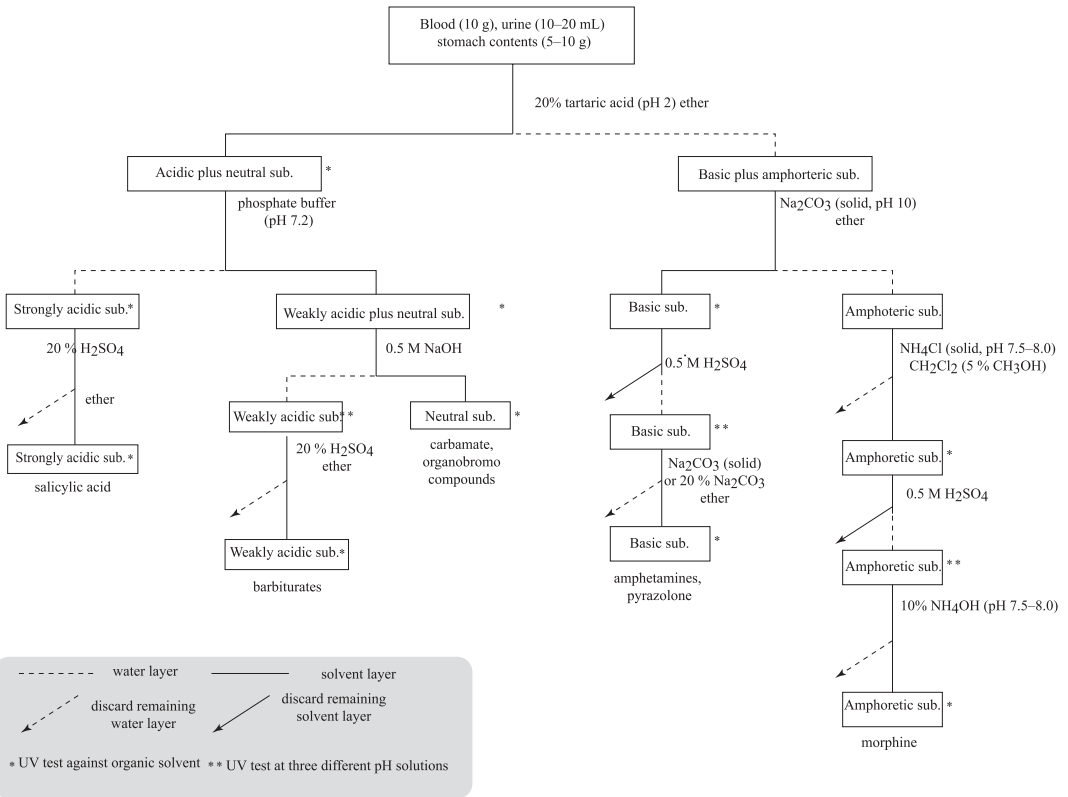 Blood (10 g), urine (10–20 mL)
stomach contents (5–10 g)
20% tartaric acid (pH 2) ether
Acidic plus neutral sub. *
Basic plus amphorteric sub.
phosphate buffer
(pH 7.2)
Na2CO3 (solid, pH 10)
ether
Strongly acidic sub.*
Weakly acidic plus neutral sub. *
Basic sub. *
Amphoteric sub.
20 % H2SO4
ether
0.5 M NaOH
0.5 M H2SO4
NH4Cl (solid, pH 7.5–8.0)
CH2Cl2 (5 % CH3OH)
Strongly acidic sub.*
salicylic acid
Weakly acidic sub.**
Neutral sub. *
carbamate,
organobromo
compounds
20 % H2SO4
ether
Weakly acidic sub.*
barbiturates
Basic sub. **
Na2CO3 (solid)
or 20 % Na2CO3
ether
Basic sub. *
amphetamines,
pyrazolone
Amphoretic sub. *
0.5 M H2SO4
Amphoretic sub. **
10% NH4OH (pH 7.5–8.0)
Amphoretic sub. *
morphine
water layer
solvent layer
discard remaining
water layer
discard remaining
solvent layer
* UV test against organic solvent
** UV test at three different pH solutions